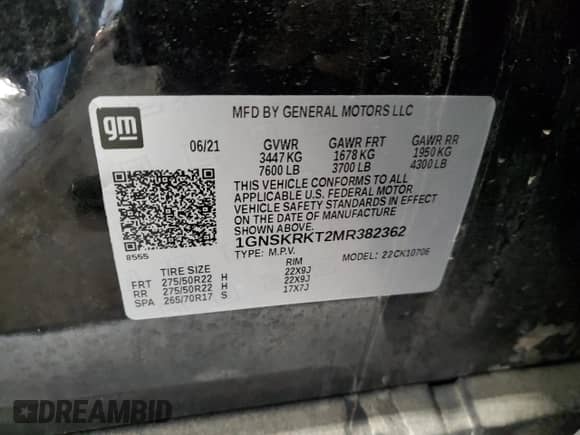 gm
MFD BY GENERAL MOTORS LLC
06/21 GVWR GAWR FRT GAWR RR
3447 KG 1678 KG 1950 KG
7600 LB 3700 LB 4300 LB
THIS VEHICLE CONFORMS TO ALL
APPLICABLE U.S. FEDERAL MOTOR
VEHICLE SAFETY STANDARDS IN EFFECT
ON THE DATE OF MANUFACTURE
SHOWN ABOVE.
1GNSKRKT2MR382362
8555 TYPE: M.P.V. MODEL: 22CK10706
TIRE SIZE RIM
FRT 275/50R22 H 22X9J
RR 275/50R22 H 22X9J
SPA 265/70R17 S 17X7J
DREAMBID